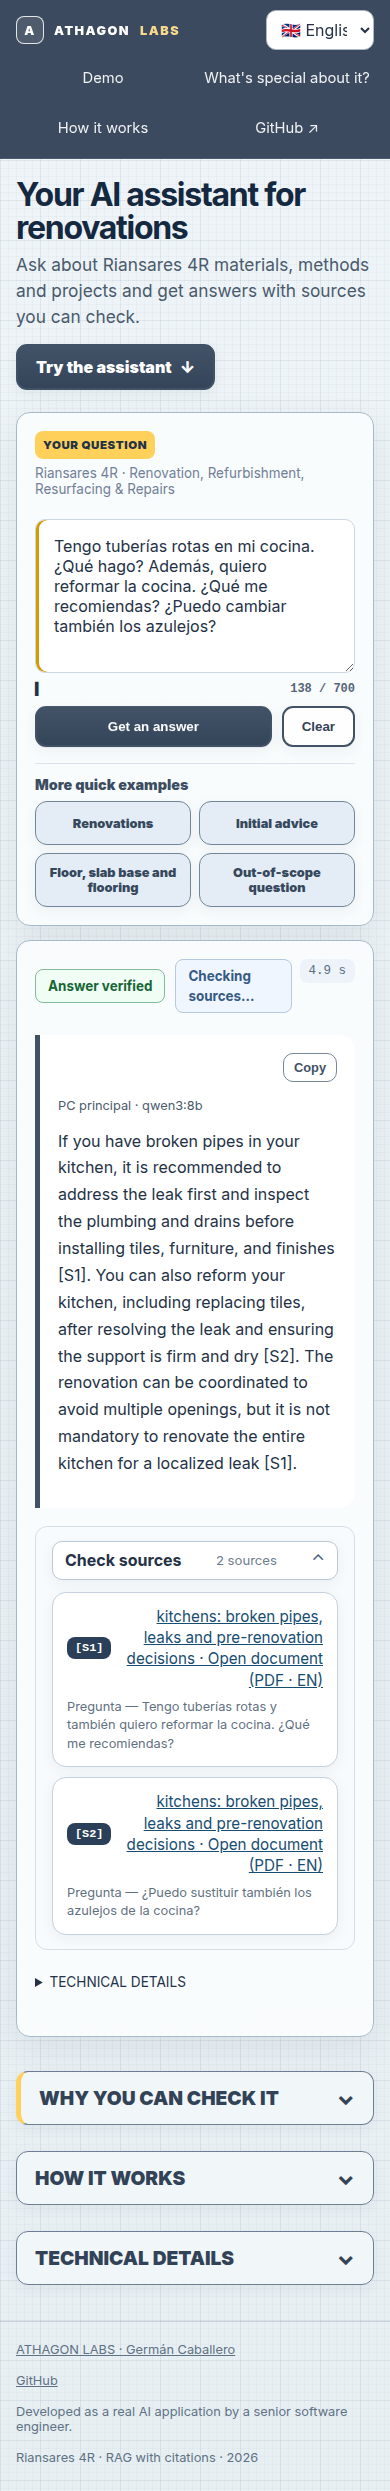 A ATHAGON LABS
🇬🇧 Englis
Demo
What's special about it?
How it works
GitHub ↗
Your AI assistant for
renovations
Ask about Riansares 4R materials, methods
and projects and get answers with sources
you can check.
Try the assistant ↓
YOUR QUESTION
Riansares 4R · Renovation, Refurbishment,
Resurfacing & Repairs
Tengo tuberías rotas en mi cocina.
¿Qué hago? Además, quiero
reformar la cocina. ¿Qué me
recomiendas? ¿Puedo cambiar
también los azulejos?
138 / 700
Get an answer
Clear
More quick examples
Renovations
Initial advice
Floor, slab base and
flooring
Out-of-scope
question
Answer verified
Checking
sources...
4.9 s
Copy
PC principal · qwen3:8b
If you have broken pipes in your
kitchen, it is recommended to
address the leak first and inspect
the plumbing and drains before
installing tiles, furniture, and finishes
[S1]. You can also reform your
kitchen, including replacing tiles,
after resolving the leak and ensuring
the support is firm and dry [S2]. The
renovation can be coordinated to
avoid multiple openings, but it is not
mandatory to renovate the entire
kitchen for a localized leak [S1].
Check sources
2 sources
[S1]
kitchens: broken pipes,
leaks and pre-renovation
decisions · Open document
(PDF · EN)
Pregunta — Tengo tuberías rotas y
también quiero reformar la cocina. ¿Qué
me recomiendas?
[S2]
kitchens: broken pipes,
leaks and pre-renovation
decisions · Open document
(PDF · EN)
Pregunta — ¿Puedo sustituir también los
azulejos de la cocina?
▶ TECHNICAL DETAILS
WHY YOU CAN CHECK IT
HOW IT WORKS
TECHNICAL DETAILS
ATHAGON LABS · Germán Caballero
GitHub
Developed as a real AI application by a senior software
engineer.
Riansares 4R · RAG with citations · 2026